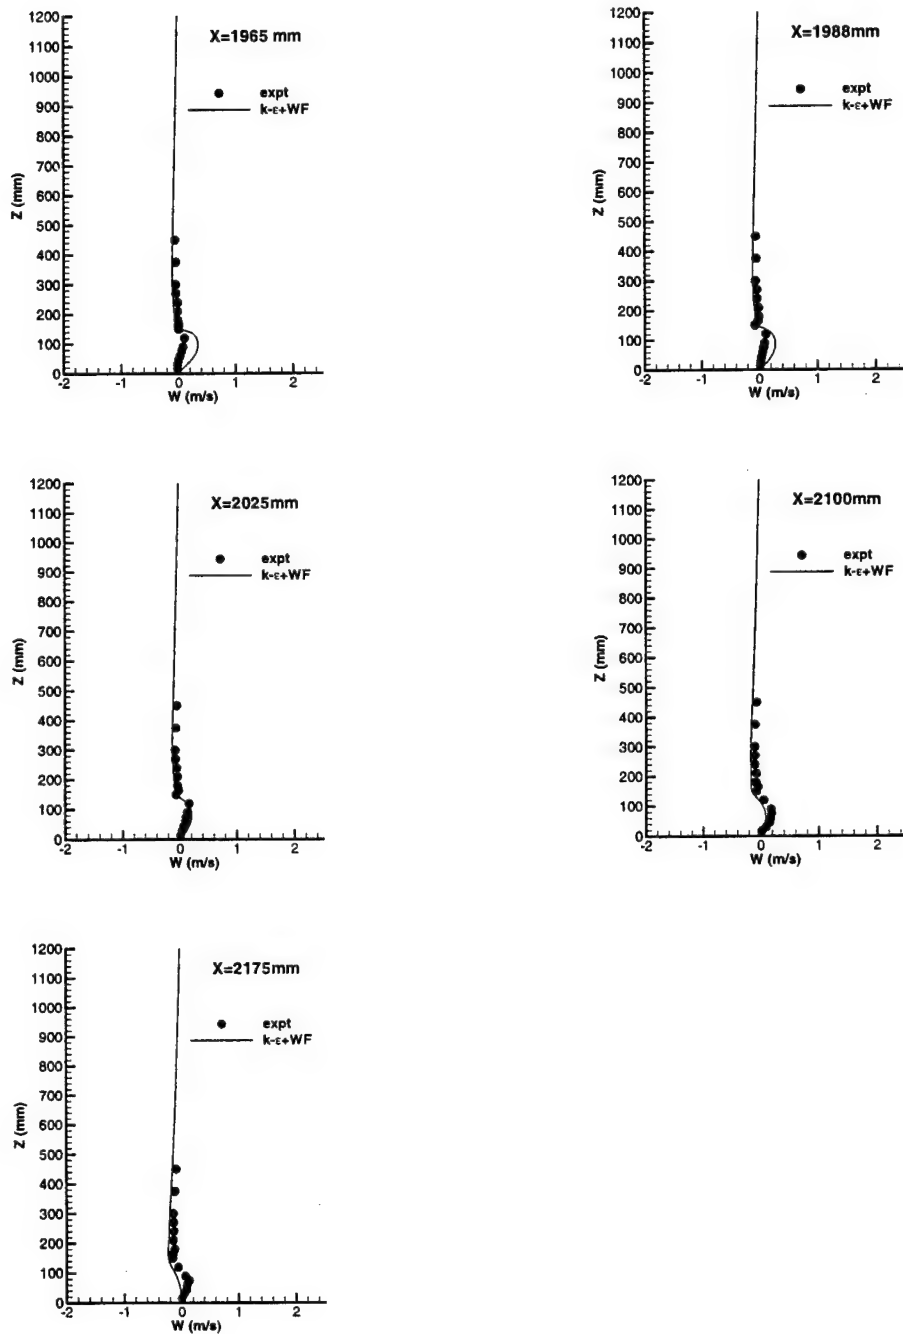 X=1965 mm
expt
k-ε+WF
Z (mm)
1200
1100
1000
900
800
700
600
500
400
300
200
100
0
-2 -1 0 1 2
W (m/s)
X=1988mm
expt
k-ε+WF
Z (mm)
1200
1100
1000
900
800
700
600
500
400
300
200
100
0
-2 -1 0 1 2
W (m/s)
X=2025mm
expt
k-ε+WF
Z (mm)
1200
1100
1000
900
800
700
600
500
400
300
200
100
0
-2 -1 0 1 2
W (m/s)
X=2100mm
expt
k-ε+WF
Z (mm)
1200
1100
1000
900
800
700
600
500
400
300
200
100
0
-2 -1 0 1 2
W (m/s)
X=2175mm
expt
k-ε+WF
Z (mm)
1200
1100
1000
900
800
700
600
500
400
300
200
100
0
-2 -1 0 1 2
W (m/s)